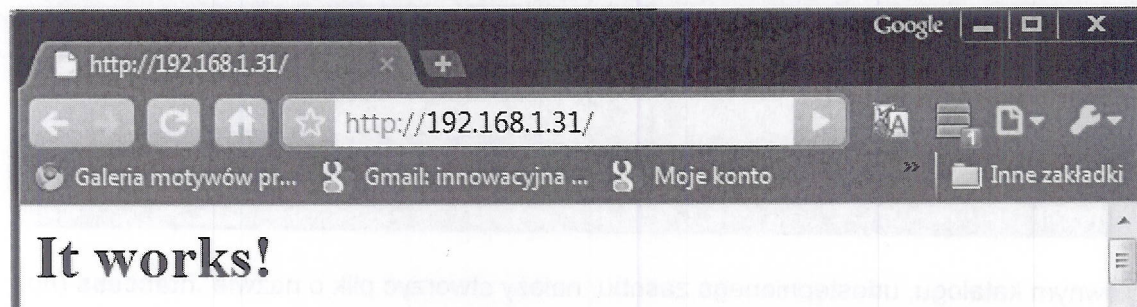 Google
http://192.168.1.31/
http://192.168.1.31/
1
Galeria motywów pr... Gmail: innowacyjna ... Moje konto » Inne zakładki
It works!